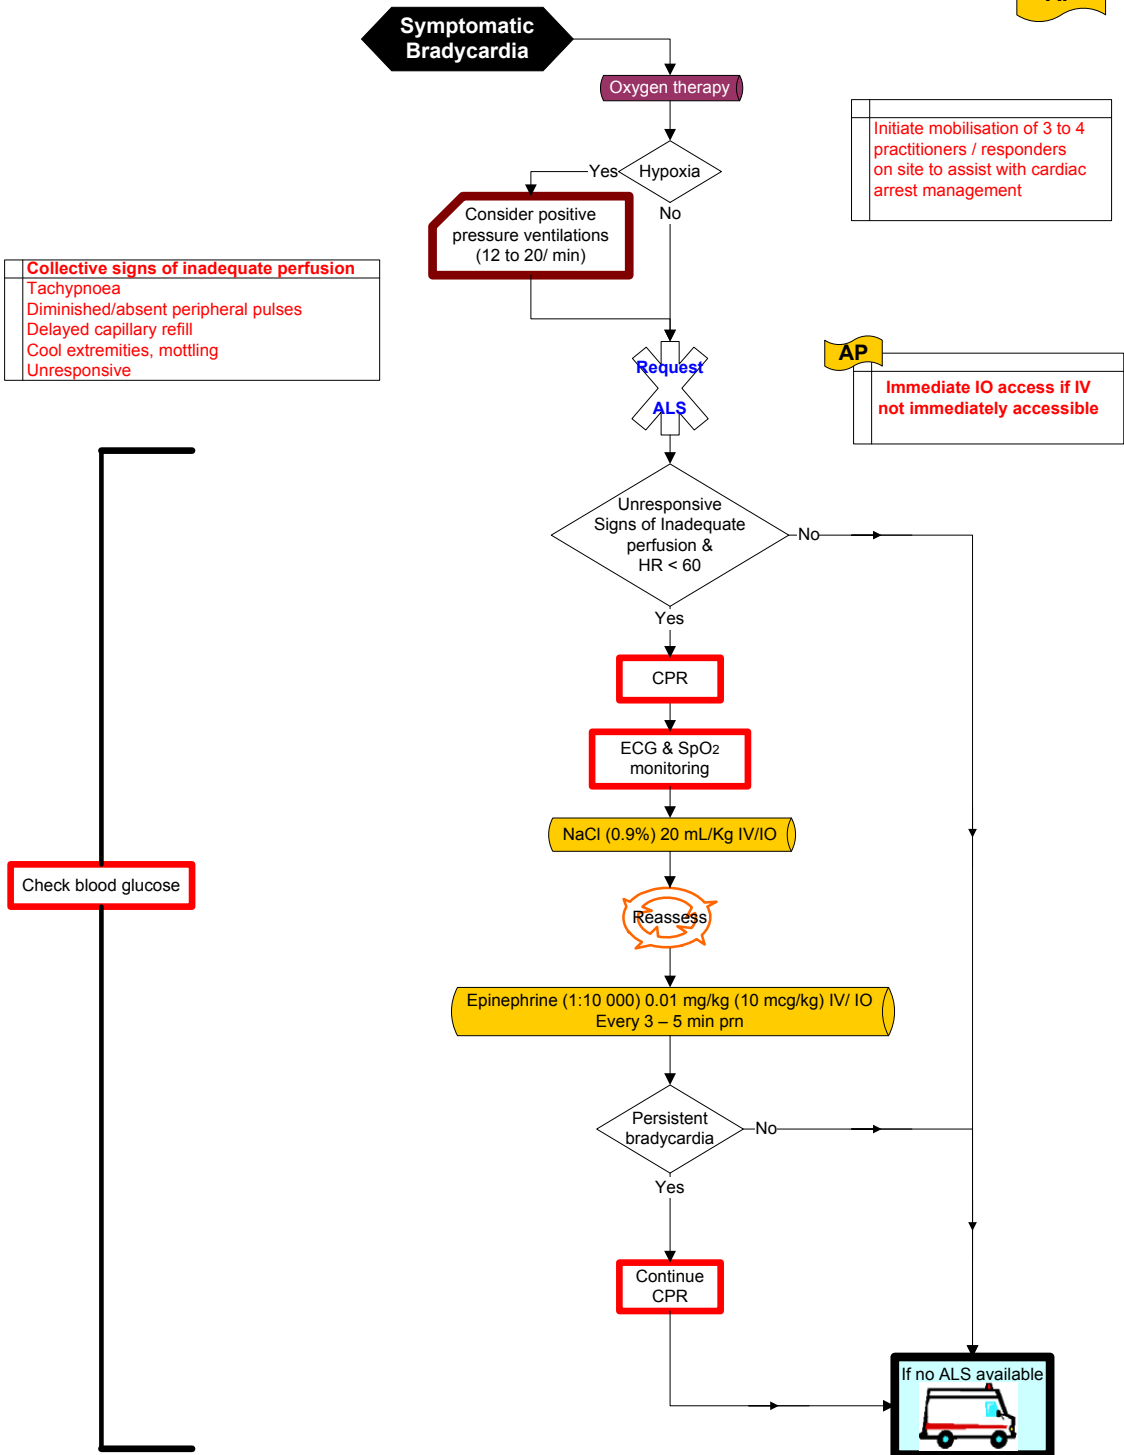 Symptomatic
Bradycardia
Oxygen therapy
Initiate mobilisation of 3 to 4
practitioners / responders
on site to assist with cardiac
arrest management
Yes
Hypoxia
No
Consider positive
pressure ventilations
(12 to 20/ min)
Collective signs of inadequate perfusion
Tachypnoea
Diminished/absent peripheral pulses
Delayed capillary refill
Cool extremities, mottling
Unresponsive
Request
ALS
AP
Immediate IO access if IV
not immediately accessible
Unresponsive
Signs of Inadequate
perfusion &
HR < 60
No
Yes
CPR
ECG & SpO2
monitoring
NaCl (0.9%) 20 mL/Kg IV/IO
Check blood glucose
Reassess
Epinephrine (1:10 000) 0.01 mg/kg (10 mcg/kg) IV/ IO
Every 3 – 5 min prn
Persistent
bradycardia
No
Yes
Continue
CPR
If no ALS available